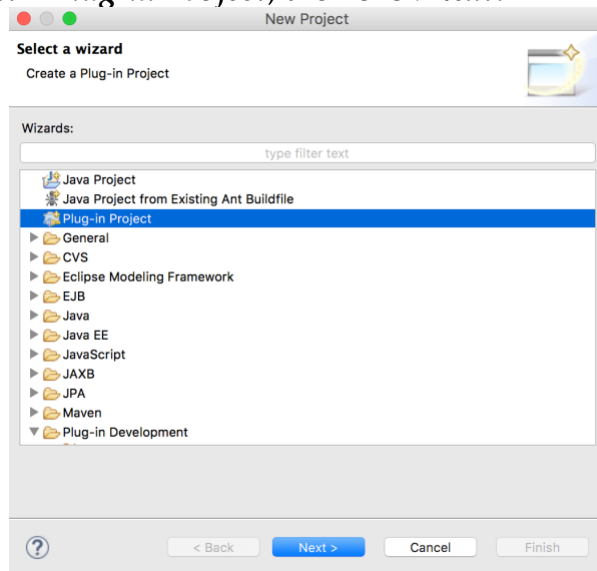 New Project
Select a wizard
Create a Plug-in Project
Wizards:
type filter text
Java Project
Java Project from Existing Ant Buildfile
Plug-in Project
General
CVS
Eclipse Modeling Framework
EJB
Java
Java EE
JavaScript
JAXB
JPA
Maven
Plug-in Development
?
< Back Next > Cancel Finish